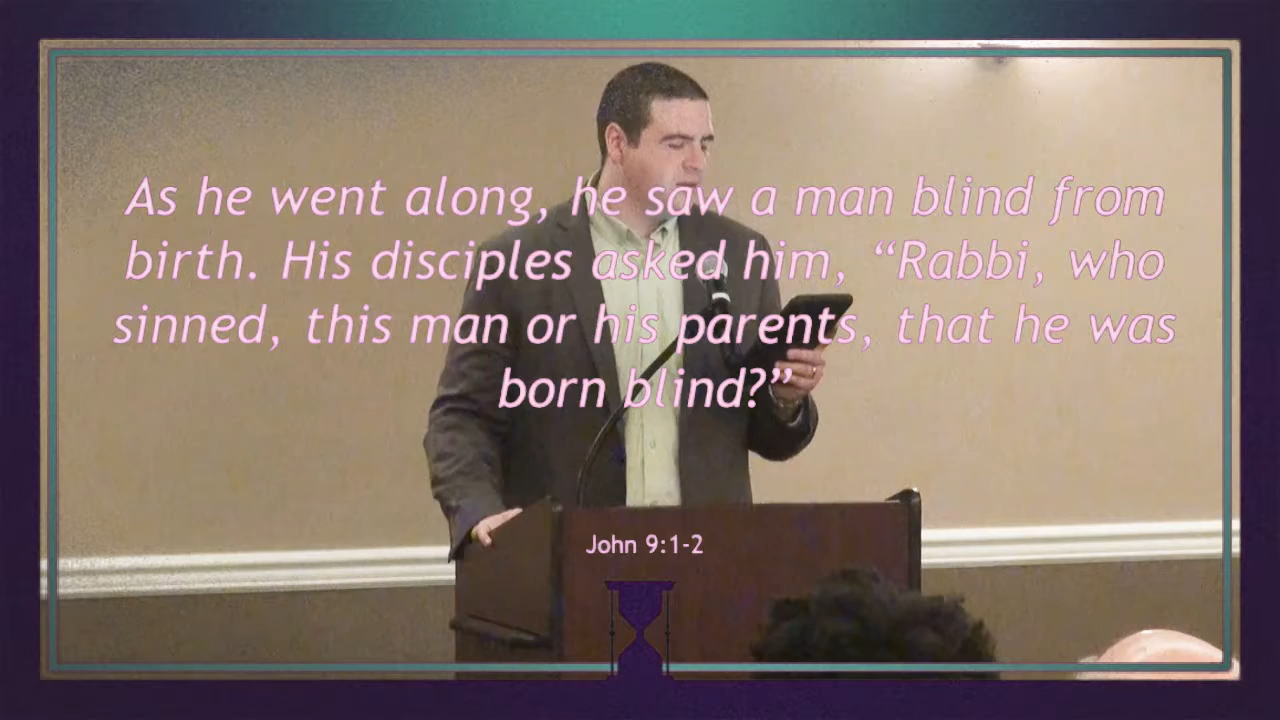 As he went along, he saw a man blind from
birth. His disciples asked him, “Rabbi, who
sinned, this man or his parents, that he was
born blind?”
John 9:1-2